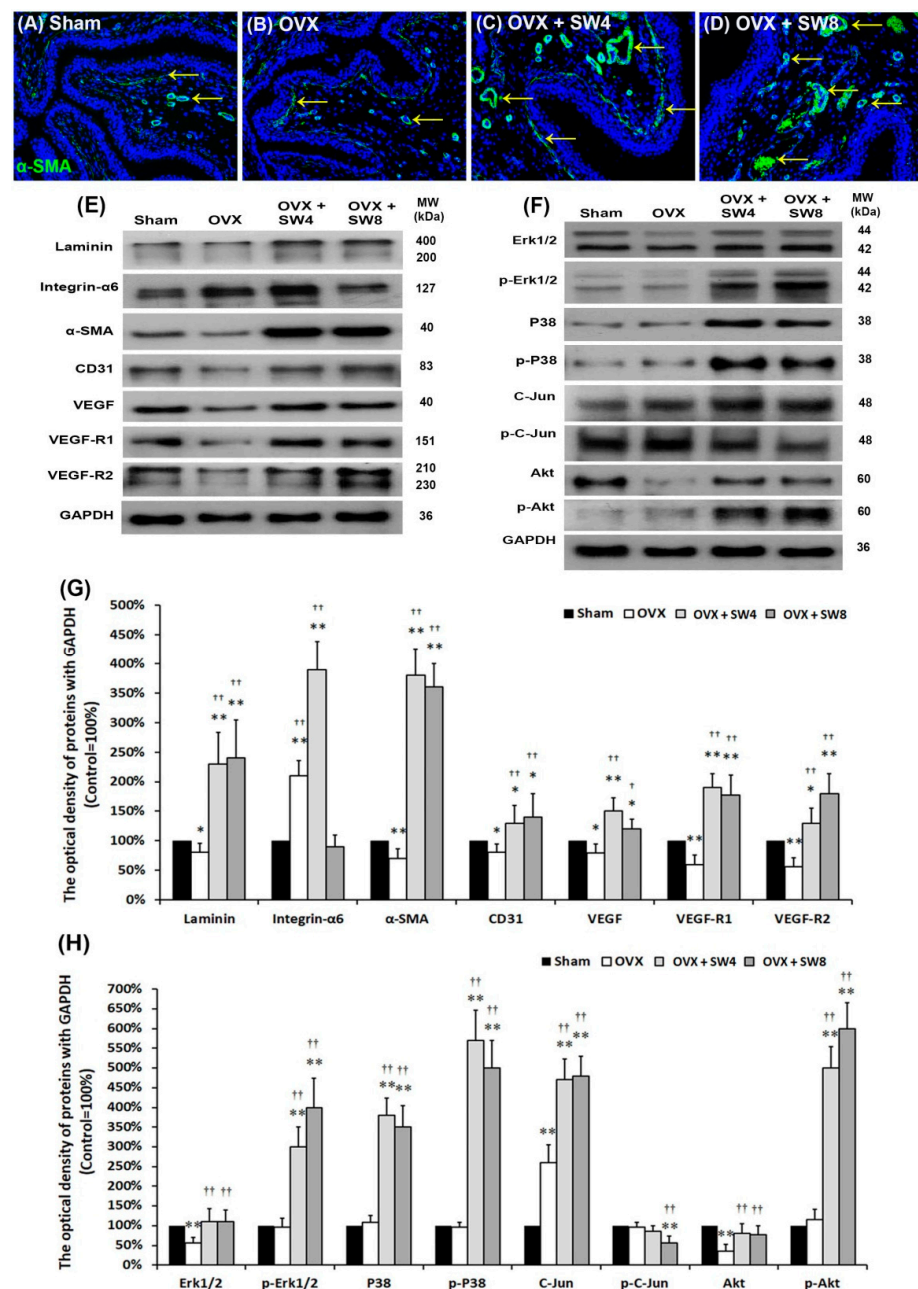 (A) Sham
(B) OVX
(C) OVX + SW4
(D) OVX + SW8
α-SMA
(E)
Sham OVX OVX + SW4 OVX + SW8 MW (kDa)
Laminin 400
200
Integrin-α6 127
α-SMA 40
CD31 83
VEGF 40
VEGF-R1 151
VEGF-R2 210
230
GAPDH 36
(F)
Sham OVX OVX + SW4 OVX + SW8 MW (kDa)
Erk1/2 44
42
p-Erk1/2 44
42
P38 38
p-P38 38
C-Jun 48
p-C-Jun 48
Akt 60
p-Akt 60
GAPDH 36
(G)
The optical density of proteins with GAPDH
(Control=100%)
500%
450%
400%
350%
300%
250%
200%
150%
100%
50%
0%
■ Sham □ OVX ■ OVX + SW4 ■ OVX + SW8
* ** †† ** †† ** †† ** †† ** †† ** †† ** †† * †† * †† * * †† ** † * ** †† ** †† ** ** †† * †† **
Laminin Integrin-α6 α-SMA CD31 VEGF VEGF-R1 VEGF-R2
(H)
The optical density of proteins with GAPDH
(Control=100%)
700%
650%
600%
550%
500%
450%
400%
350%
300%
250%
200%
150%
100%
50%
0%
■ Sham □ OVX ■ OVX + SW4 ■ OVX + SW8
** †† †† †† ** †† ** †† ** †† ** †† ** †† ** ** †† ** †† ** †† ** ** †† †† †† ** †† **
Erk1/2 p-Erk1/2 P38 p-P38 C-Jun p-C-Jun Akt p-Akt